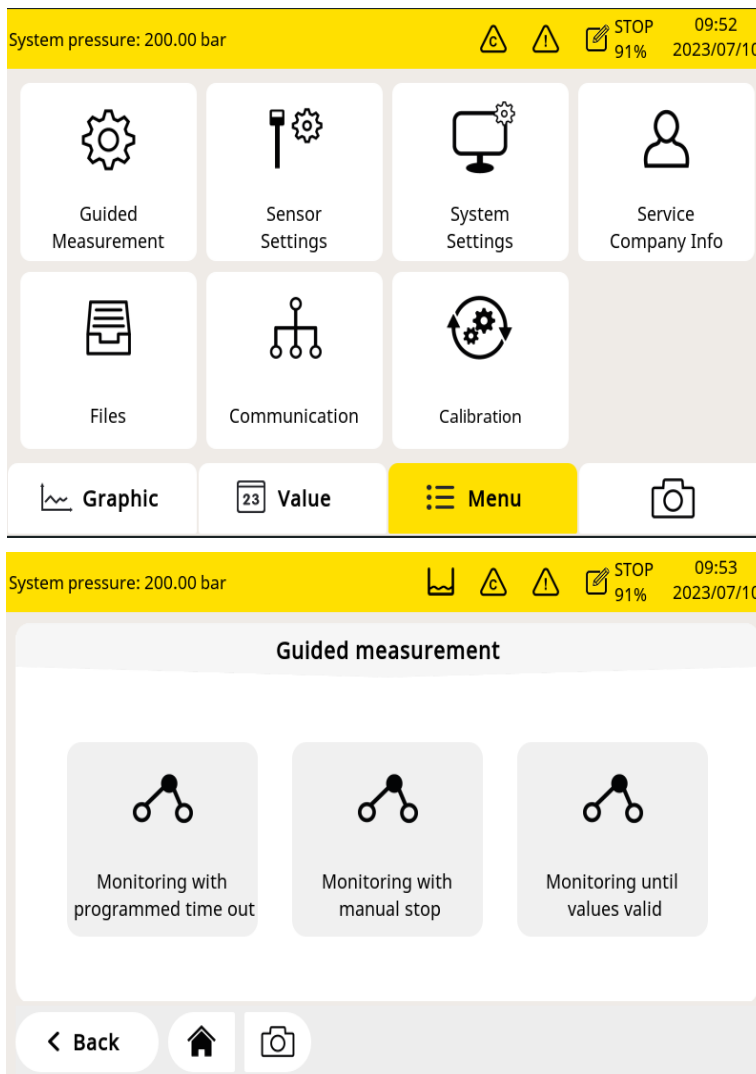 System pressure: 200.00 bar
C
!
STOP
91%
09:52
2023/07/10
Guided
Measurement
Sensor
Settings
System
Settings
Service
Company Info
Files
Communication
Calibration
Graphic
23
Value
Menu
System pressure: 200.00 bar
C
!
STOP
91%
09:53
2023/07/10
Guided measurement
Monitoring with
programmed time out
Monitoring with
manual stop
Monitoring until
values valid
Back